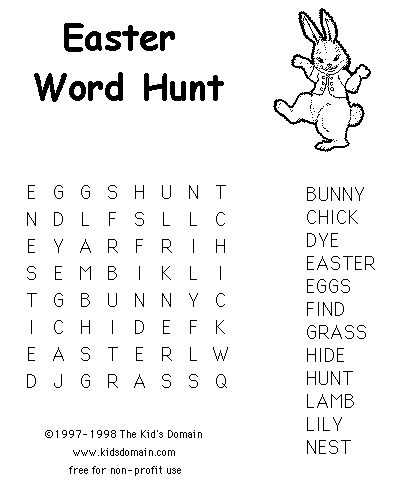 Easter
Word Hunt
E G G S H U N T
N D L F S L L C
E Y A R F R I H
S E M B I K L I
T G B U N N Y C
I C H I D E F K
E A S T E R L W
D J G R A S S Q
BUNNY
CHICK
DYE
EASTER
EGGS
FIND
GRASS
HIDE
HUNT
LAMB
LILY
NEST
©1997-1998 The Kid's Domain
www.kidsdomain.com
free for non-profit use